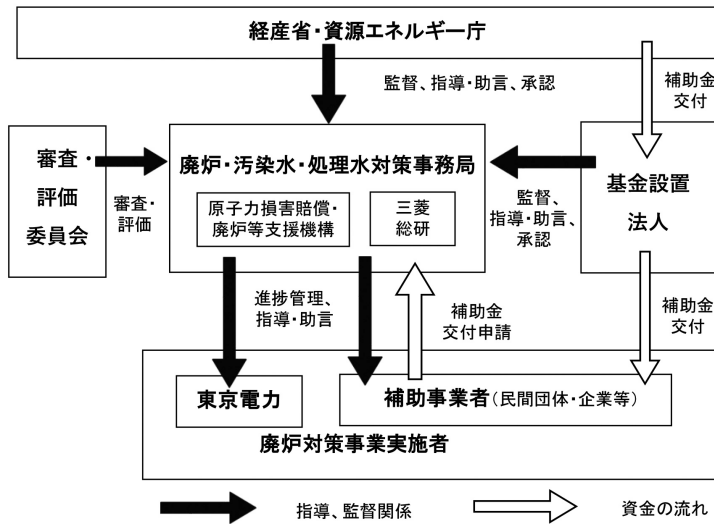 経産省・資源エネルギー庁
監督、指導・助言、承認
補助金
交付
審査・
評価
委員会
審査・
評価
廃炉・汚染水・処理水対策事務局
原子力損害賠償・
廃炉等支援機構
三菱
総研
監督、
指導・助言、
承認
基金設置
法人
進捗管理、
指導・助言
補助金
交付申請
補助金
交付
東京電力
補助事業者(民間団体・企業等)
廃炉対策事業実施者
指導、監督関係
資金の流れ